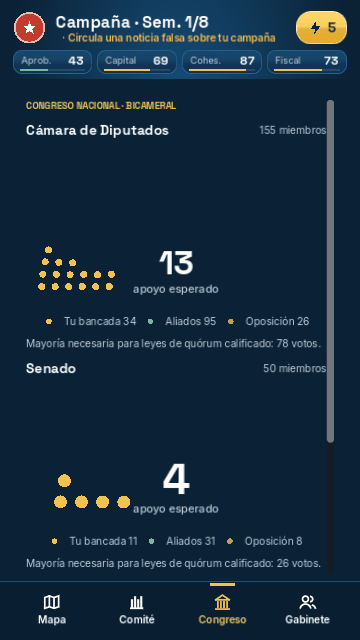 Campaña · Sem. 1/8
· Circula una noticia falsa sobre tu campaña
5
Aprob. 43
Capital 69
Cohes. 87
Fiscal 73
CONGRESO NACIONAL · BICAMERAL
Cámara de Diputados 155 miembros
13
apoyo esperado
Tu bancada 34 Aliados 95 Oposición 26
Mayoría necesaria para leyes de quórum calificado: 78 votos.
Senado 50 miembros
4
apoyo esperado
Tu bancada 11 Aliados 31 Oposición 8
Mayoría necesaria para leyes de quórum calificado: 26 votos.
Mapa Comité Congreso Gabinete